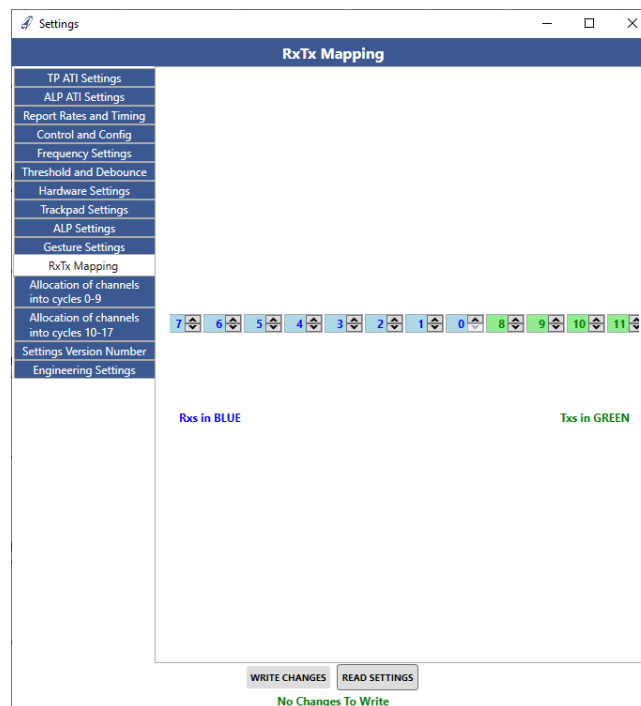 Settings
RxTx Mapping
TP ATI Settings
ALP ATI Settings
Report Rates and Timing
Control and Config
Frequency Settings
Threshold and Debounce
Hardware Settings
Trackpad Settings
ALP Settings
Gesture Settings
RxTx Mapping
Allocation of channels
into cycles 0-9
Allocation of channels
into cycles 10-17
Settings Version Number
Engineering Settings
7 6 5 4 3 2 1 0 8 9 10 11
Rxs in BLUE Txs in GREEN
WRITE CHANGES READ SETTINGS
No Changes To Write